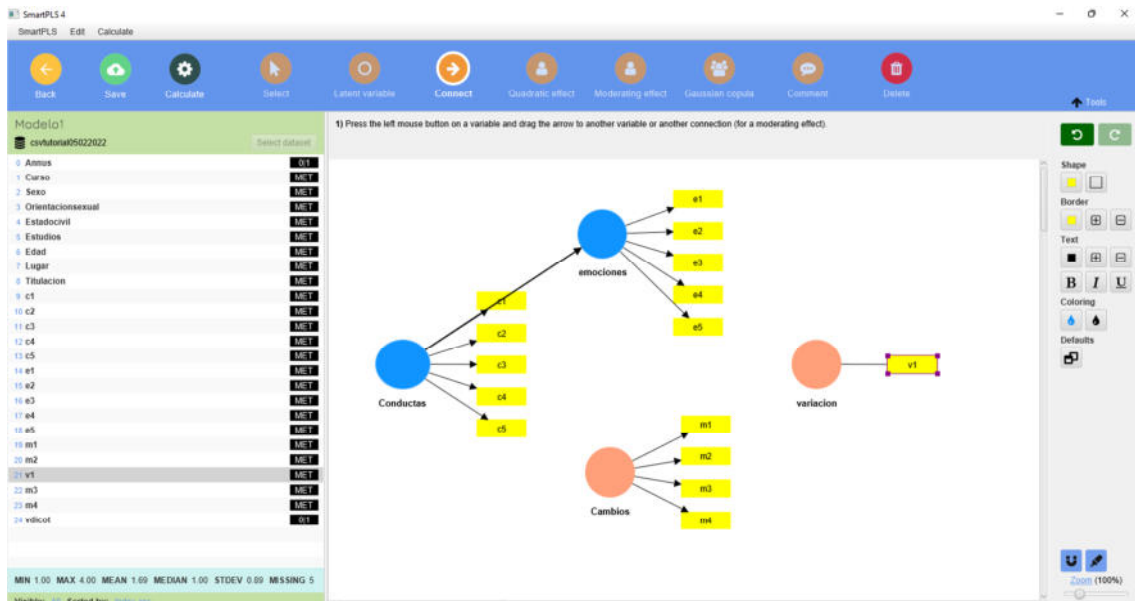 SmartPLS 4
SmartPLS Edit Calculate
Back Save Calculate Select Latent variable Connect Quadratic effect Moderating effect Gaussian copula Comment Delete
Tools
Modelo1
csvtutorial05022022 Select dataset
1) Press the left mouse button on a variable and drag the arrow to another variable or another connection (for a moderating effect).
0 Annus 0|1
1 Curso MET
2 Sexo MET
3 Orientacionsexual MET
4 Estadocivil MET
5 Estudios MET
6 Edad MET
7 Lugar MET
8 Titulacion MET
9 c1 MET
10 c2 MET
11 c3 MET
12 c4 MET
13 c5 MET
14 e1 MET
15 e2 MET
16 e3 MET
17 e4 MET
18 e5 MET
19 m1 MET
20 m2 MET
21 v1 MET
22 m3 MET
23 m4 MET
24 vdicot 0|1
MIN 1.00 MAX 4.00 MEAN 1.69 MEDIAN 1.00 STDEV 0.89 MISSING 5
e1
e2
e3
e4
e5
emociones
c1
c2
c3
c4
c5
Conductas
v1
variacion
m1
m2
m3
m4
Cambios
Shape
Border
Text
B I U
Coloring
Defaults
Zoom (100%)